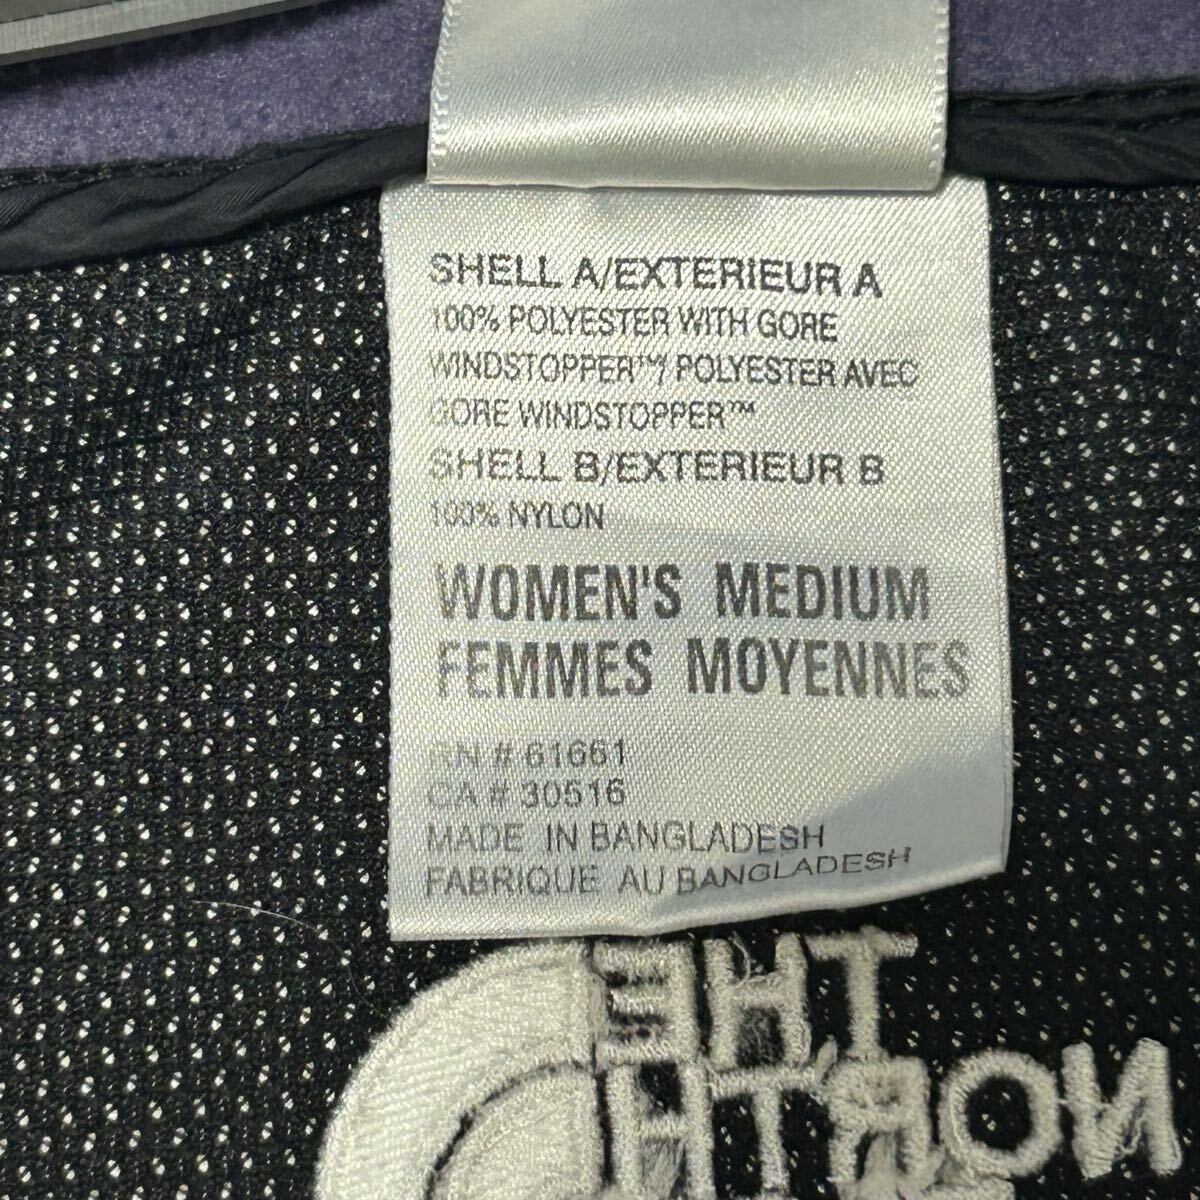 SHELL A/EXTERIEUR A
100% POLYESTER WITH GORE
WINDSTOPPER™/ POLYESTER AVEC
GORE WINDSTOPPER™
SHELL B/EXTERIEUR B
100% NYLON
WOMEN'S MEDIUM
FEMMES MOYENNES
RN # 61661
CA # 30516
MADE IN BANGLADESH
FABRIQUE AU BANGLADESH
THE
NORTH